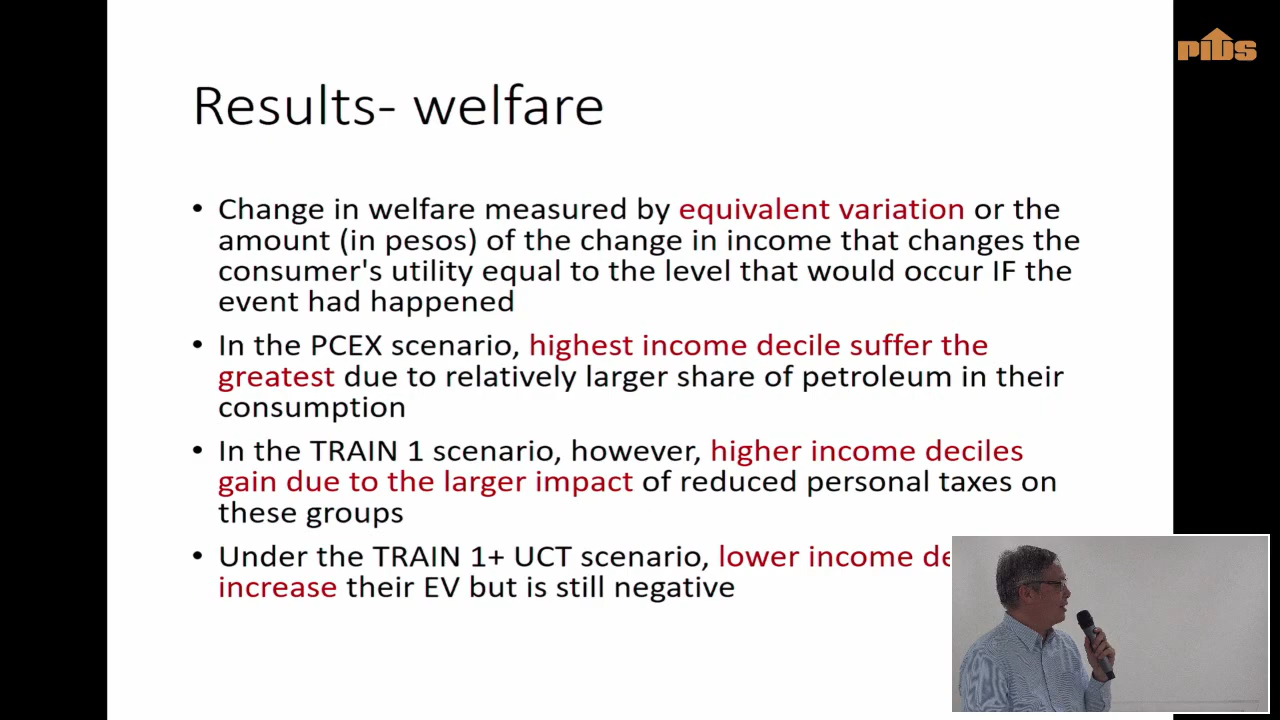 PIDS
Results- welfare
• Change in welfare measured by equivalent variation or the
amount (in pesos) of the change in income that changes the
consumer's utility equal to the level that would occur IF the
event had happened
• In the PCEX scenario, highest income decile suffer the
greatest due to relatively larger share of petroleum in their
consumption
• In the TRAIN 1 scenario, however, higher income deciles
gain due to the larger impact of reduced personal taxes on
these groups
• Under the TRAIN 1+ UCT scenario, lower income
increase their EV but is still negative